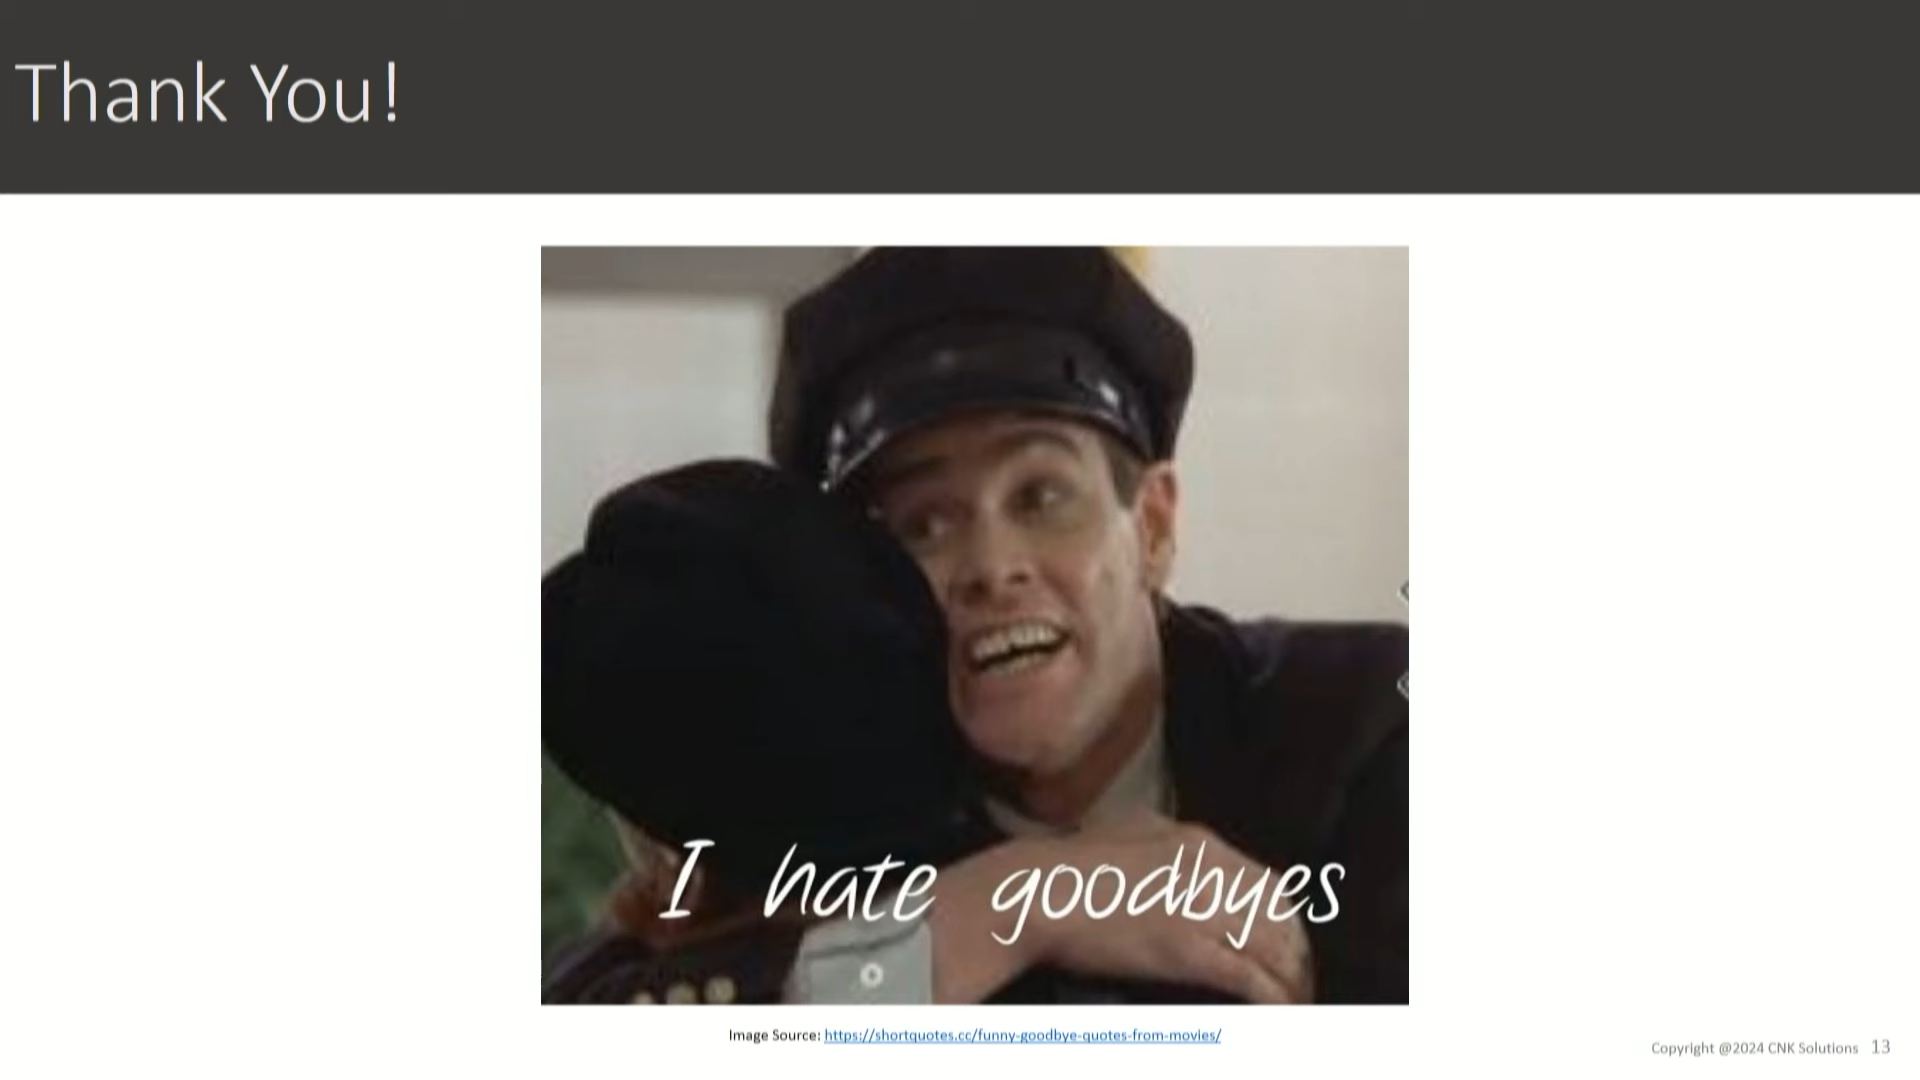 Thank You!
I hate goodbyes
Image Source: https://shortquotes.cc/funny-goodbye-quotes-from-movies/
Copyright @2024 CNK Solutions 13